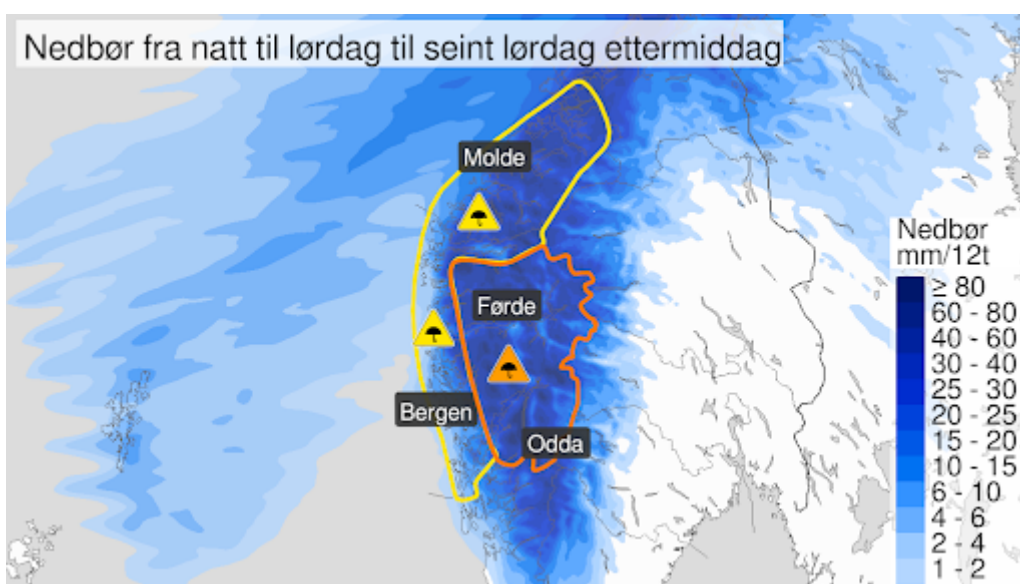 Nedbør fra natt til lørdag til seint lørdag ettermiddag
Molde
Førde
Bergen
Odda
Nedbør
mm/12t
≥ 80
60 - 80
40 - 60
30 - 40
25 - 30
20 - 25
15 - 20
10 - 15
6 - 10
4 - 6
2 - 4
1 - 2